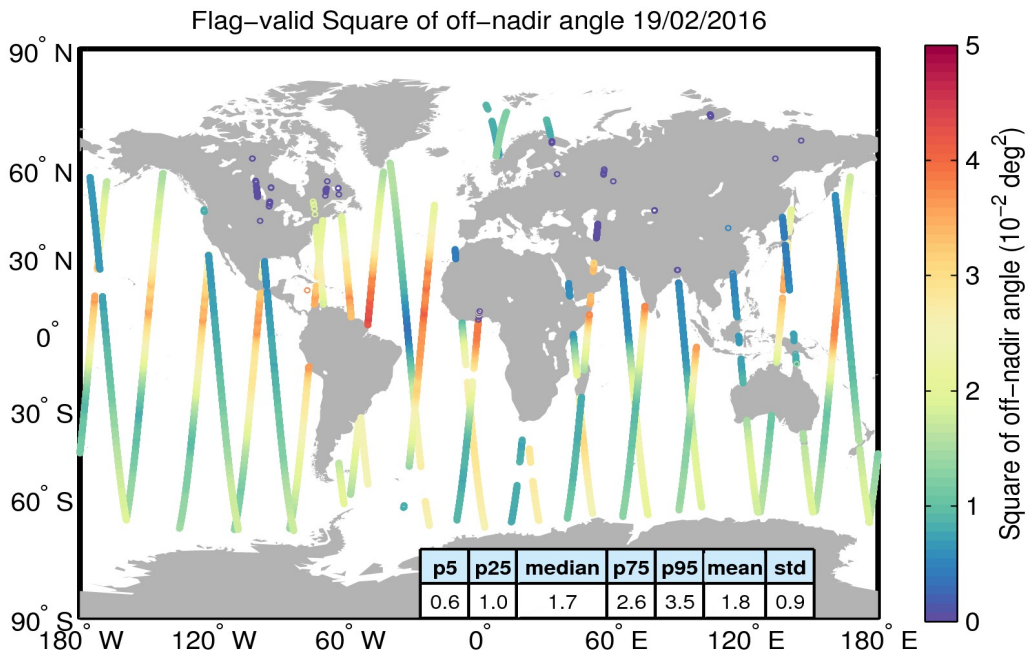 Flag−valid Square of off−nadir angle 19/02/2016
90° N
60° N
30° N
0°
30° S
60° S
90° S
180° W
120° W
60° W
0°
60° E
120° E
180° E
p5 p25 median p75 p95 mean std
0.6 1.0 1.7 2.6 3.5 1.8 0.9
5
4
3
2
1
0
Square of off−nadir angle (10⁻² deg²)